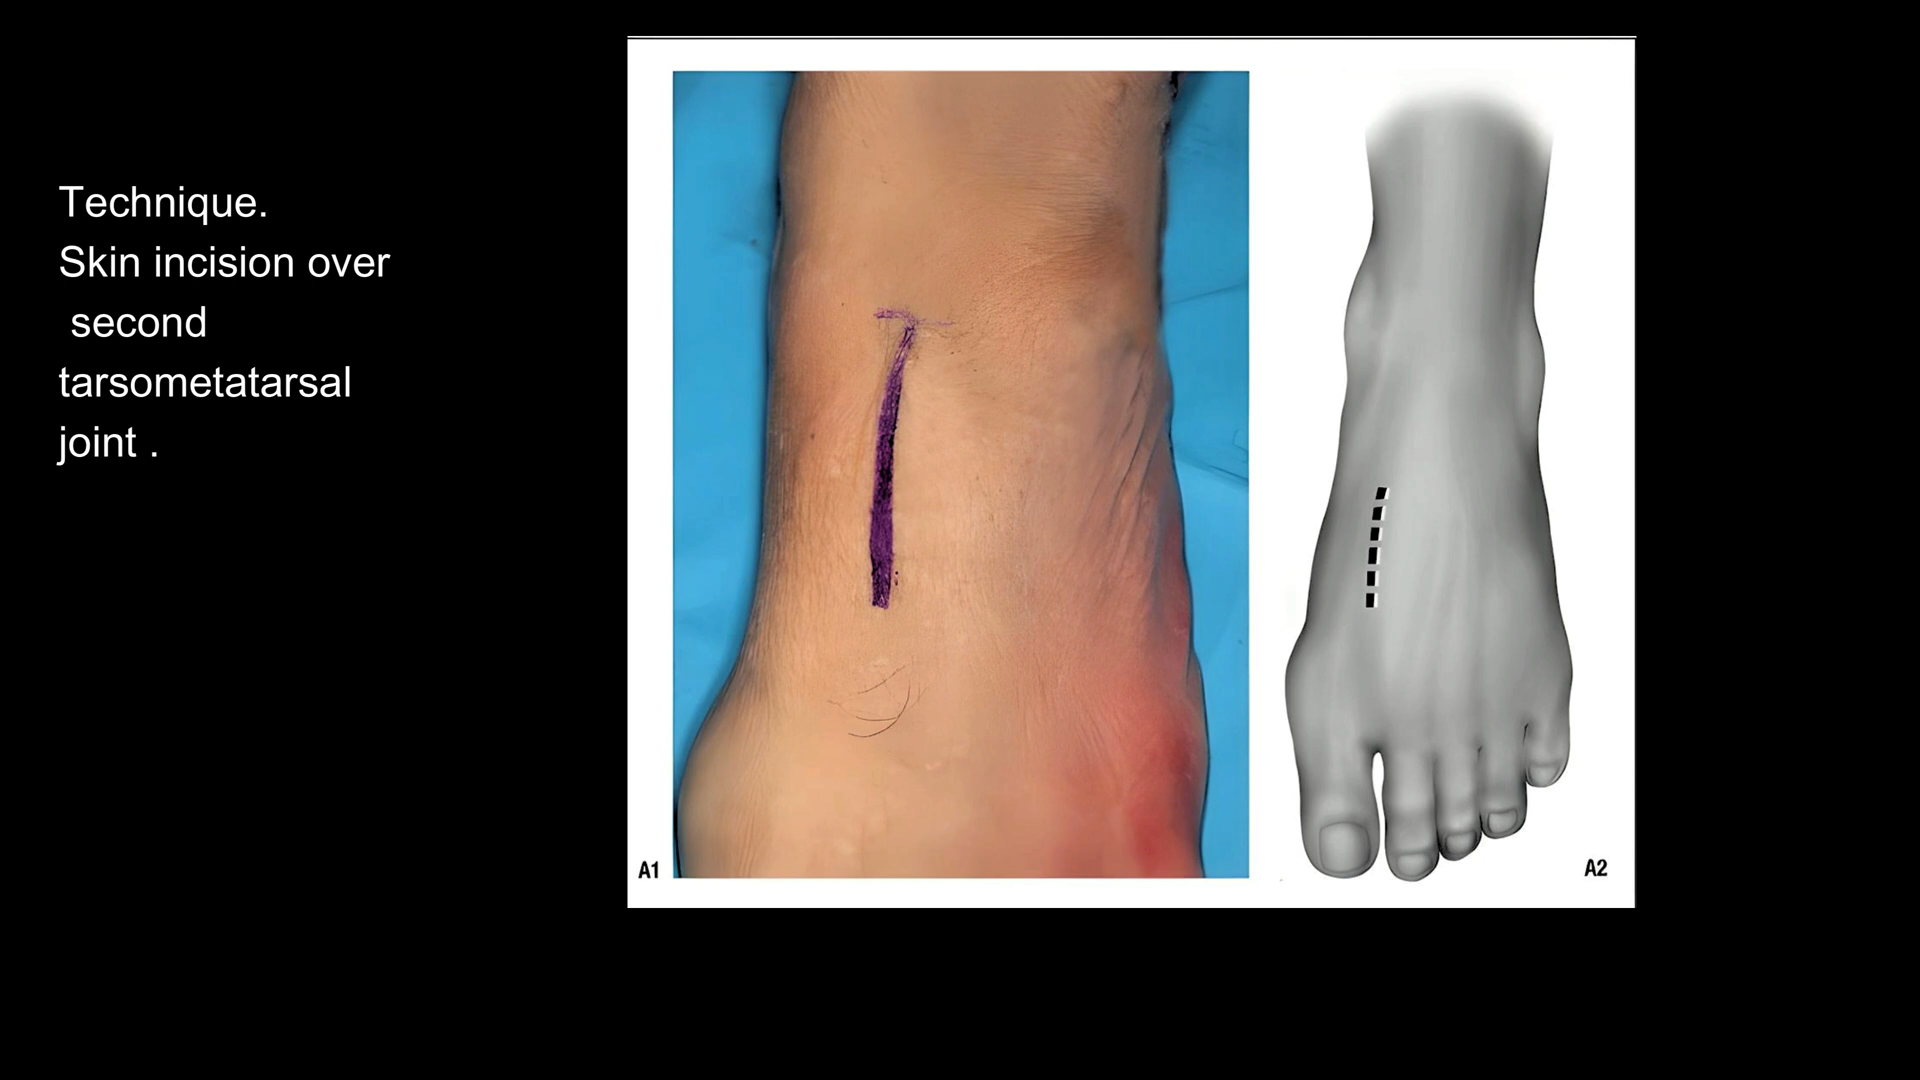 Technique.
Skin incision over
second
tarsometatarsal
joint .
A1
A2